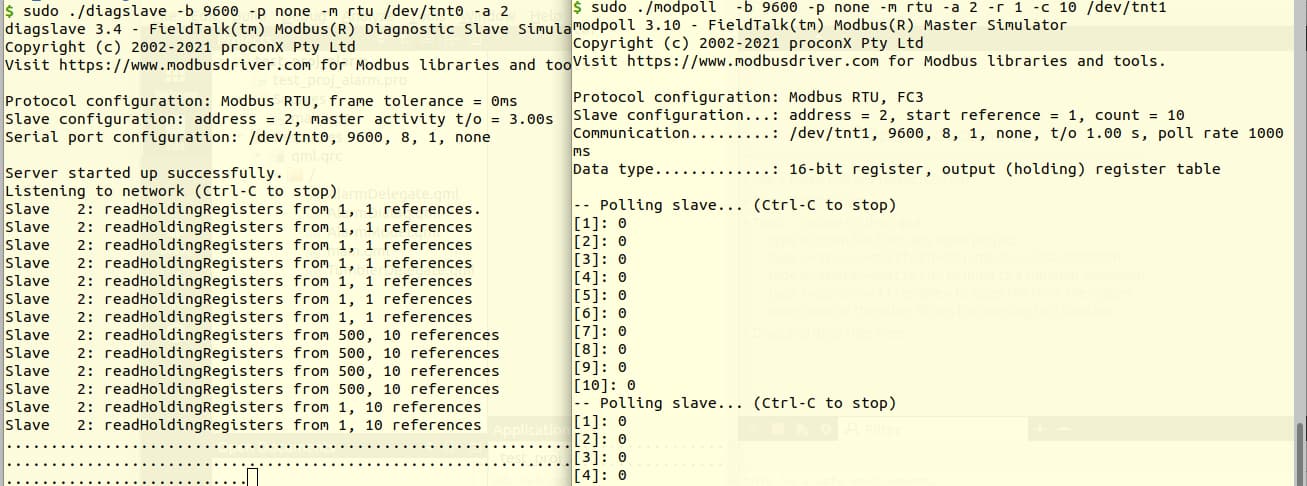 $ sudo ./diagslave -b 9600 -p none -m rtu /dev/tnt0 -a 2
diagslave 3.4 - FieldTalk(tm) Modbus(R) Diagnostic Slave Simula
Copyright (c) 2002-2021 proconX Pty Ltd
Visit https://www.modbusdriver.com for Modbus libraries and too
test_proj_alarm.pro
Protocol configuration: Modbus RTU, frame tolerance = 0ms
Slave configuration: address = 2, master activity t/o = 3.00s
Serial port configuration: /dev/tnt0, 9600, 8, 1, none
qml.qrc
Server started up successfully.
Listening to network (Ctrl-C to stop)
Slave   2: readHoldingRegisters from 1, 1 references.
Slave   2: readHoldingRegisters from 1, 1 references
Slave   2: readHoldingRegisters from 1, 1 references
Slave   2: readHoldingRegisters from 1, 1 references
Slave   2: readHoldingRegisters from 1, 1 references
Slave   2: readHoldingRegisters from 1, 1 references
Slave   2: readHoldingRegisters from 1, 1 references
Slave   2: readHoldingRegisters from 500, 10 references
Slave   2: readHoldingRegisters from 500, 10 references
Slave   2: readHoldingRegisters from 500, 10 references
Slave   2: readHoldingRegisters from 500, 10 references
Slave   2: readHoldingRegisters from 1, 10 references
Slave   2: readHoldingRegisters from 1, 10 references
$ sudo ./modpoll  -b 9600 -p none -m rtu -a 2 -r 1 -c 10 /dev/tnt1
modpoll 3.10 - FieldTalk(tm) Modbus(R) Master Simulator
Copyright (c) 2002-2021 proconX Pty Ltd
Visit https://www.modbusdriver.com for Modbus libraries and tools.
Protocol configuration: Modbus RTU, FC3
Slave configuration...: address = 2, start reference = 1, count = 10
Communication.........: /dev/tnt1, 9600, 8, 1, none, t/o 1.00 s, poll rate 1000
ms
Data type.............: 16-bit register, output (holding) register table
-- Polling slave... (Ctrl-C to stop)
[1]: 0
[2]: 0
[3]: 0
[4]: 0
[5]: 0
[6]: 0
[7]: 0
[8]: 0
[9]: 0
[10]: 0
-- Polling slave... (Ctrl-C to stop)
[1]: 0
[2]: 0
[3]: 0
[4]: 0